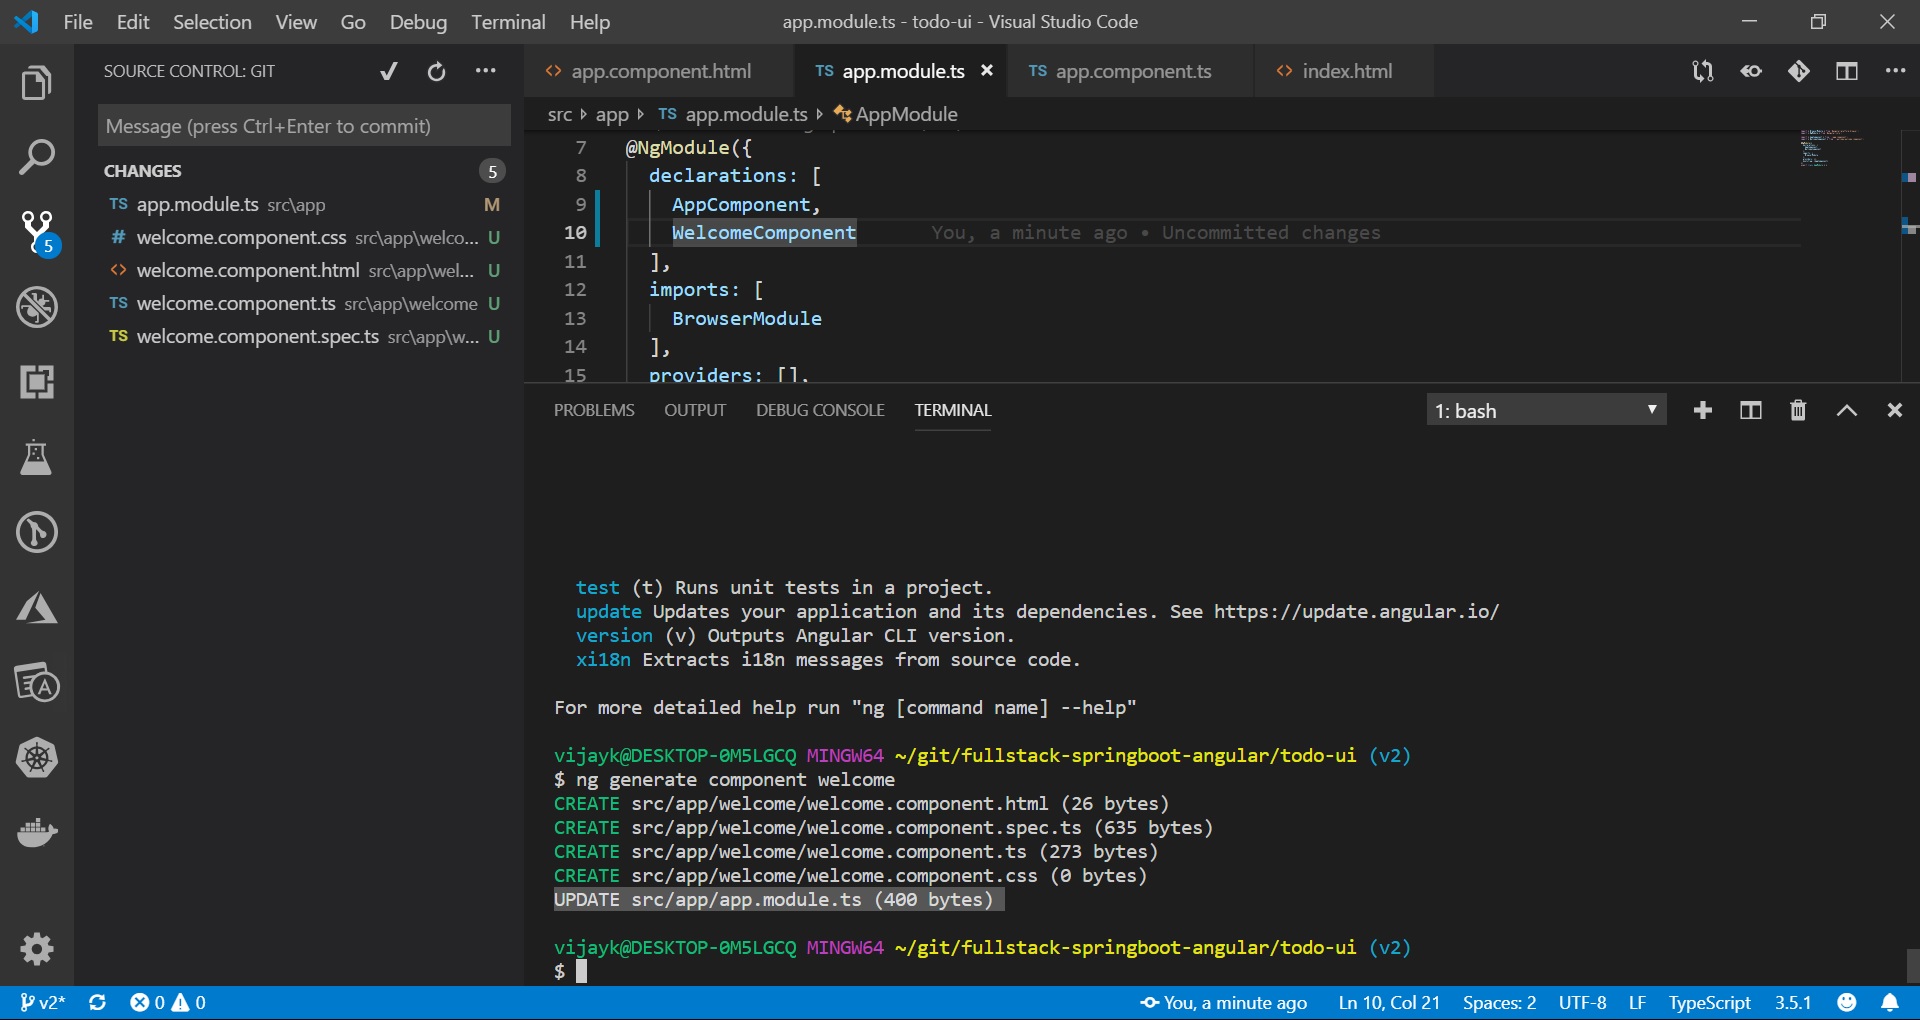 File Edit Selection View Go Debug Terminal Help
app.module.ts - todo-ui - Visual Studio Code
SOURCE CONTROL: GIT
Message (press Ctrl+Enter to commit)
CHANGES 5
TS app.module.ts src\app M
# welcome.component.css src\app\welco... U
<> welcome.component.html src\app\wel... U
TS welcome.component.ts src\app\welcome U
TS welcome.component.spec.ts src\app\w... U
5
<> app.component.html
TS app.module.ts
TS app.component.ts
<> index.html
src app TS app.module.ts AppModule
7 @NgModule({
8 declarations: [
9 AppComponent,
10 WelcomeComponent You, a minute ago • Uncommitted changes
11 ],
12 imports: [
13 BrowserModule
14 ],
15 providers: [],
PROBLEMS OUTPUT DEBUG CONSOLE TERMINAL
1: bash
test (t) Runs unit tests in a project.
update Updates your application and its dependencies. See https://update.angular.io/
version (v) Outputs Angular CLI version.
xi18n Extracts i18n messages from source code.
For more detailed help run "ng [command name] --help"
vijayk@DESKTOP-0M5LGCQ MINGW64 ~/git/fullstack-springboot-angular/todo-ui (v2)
$ ng generate component welcome
CREATE src/app/welcome/welcome.component.html (26 bytes)
CREATE src/app/welcome/welcome.component.spec.ts (635 bytes)
CREATE src/app/welcome/welcome.component.ts (273 bytes)
CREATE src/app/welcome/welcome.component.css (0 bytes)
UPDATE src/app/app.module.ts (400 bytes)
vijayk@DESKTOP-0M5LGCQ MINGW64 ~/git/fullstack-springboot-angular/todo-ui (v2)
$
v2* 0 0
You, a minute ago Ln 10, Col 21 Spaces: 2 UTF-8 LF TypeScript 3.5.1